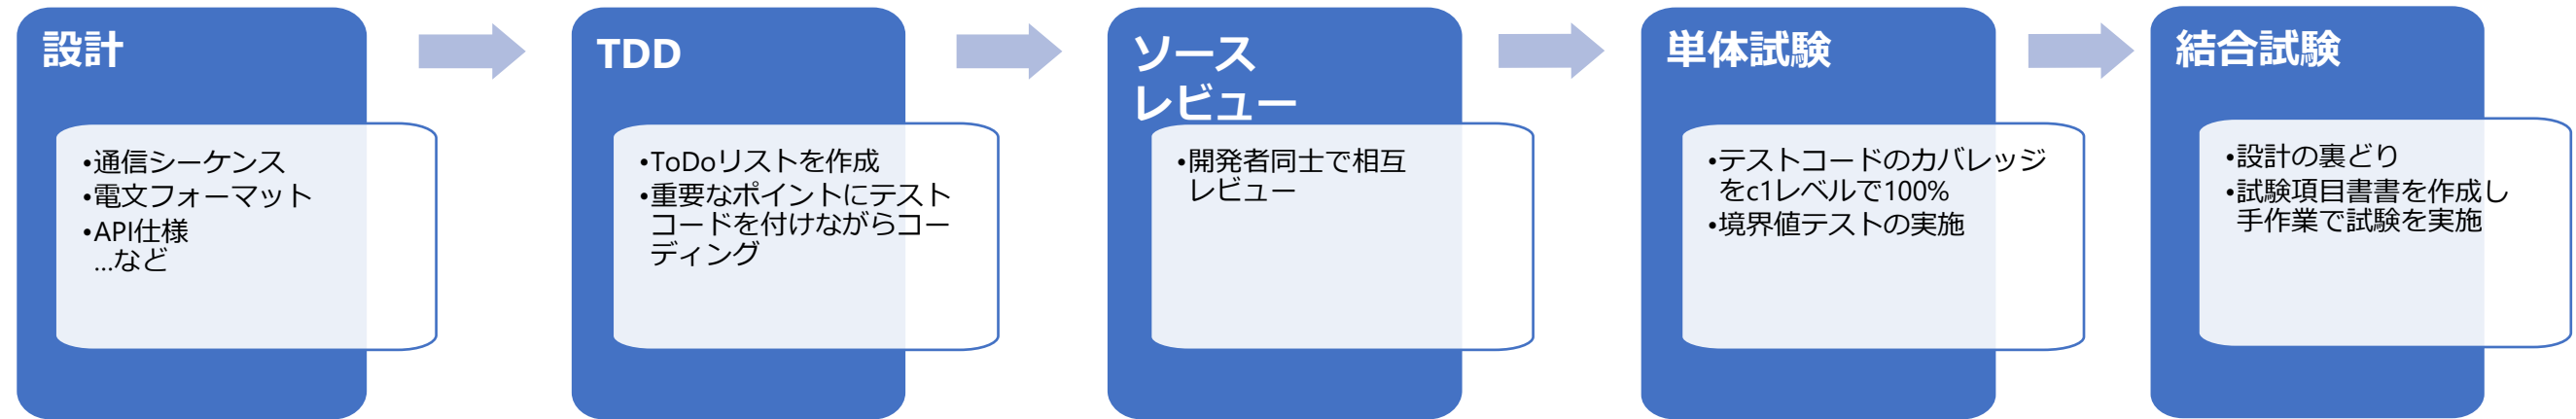 設計
•通信シーケンス
•電文フォーマット
•API仕様
…など
TDD
•ToDoリストを作成
•重要なポイントにテスト
コードを付けながらコー
ディング
ソース
レビュー
•開発者同士で相互
レビュー
単体試験
•テストコードのカバレッジ
をc1レベルで100%
•境界値テストの実施
結合試験
•設計の裏どり
•試験項目書書を作成し
手作業で試験を実施